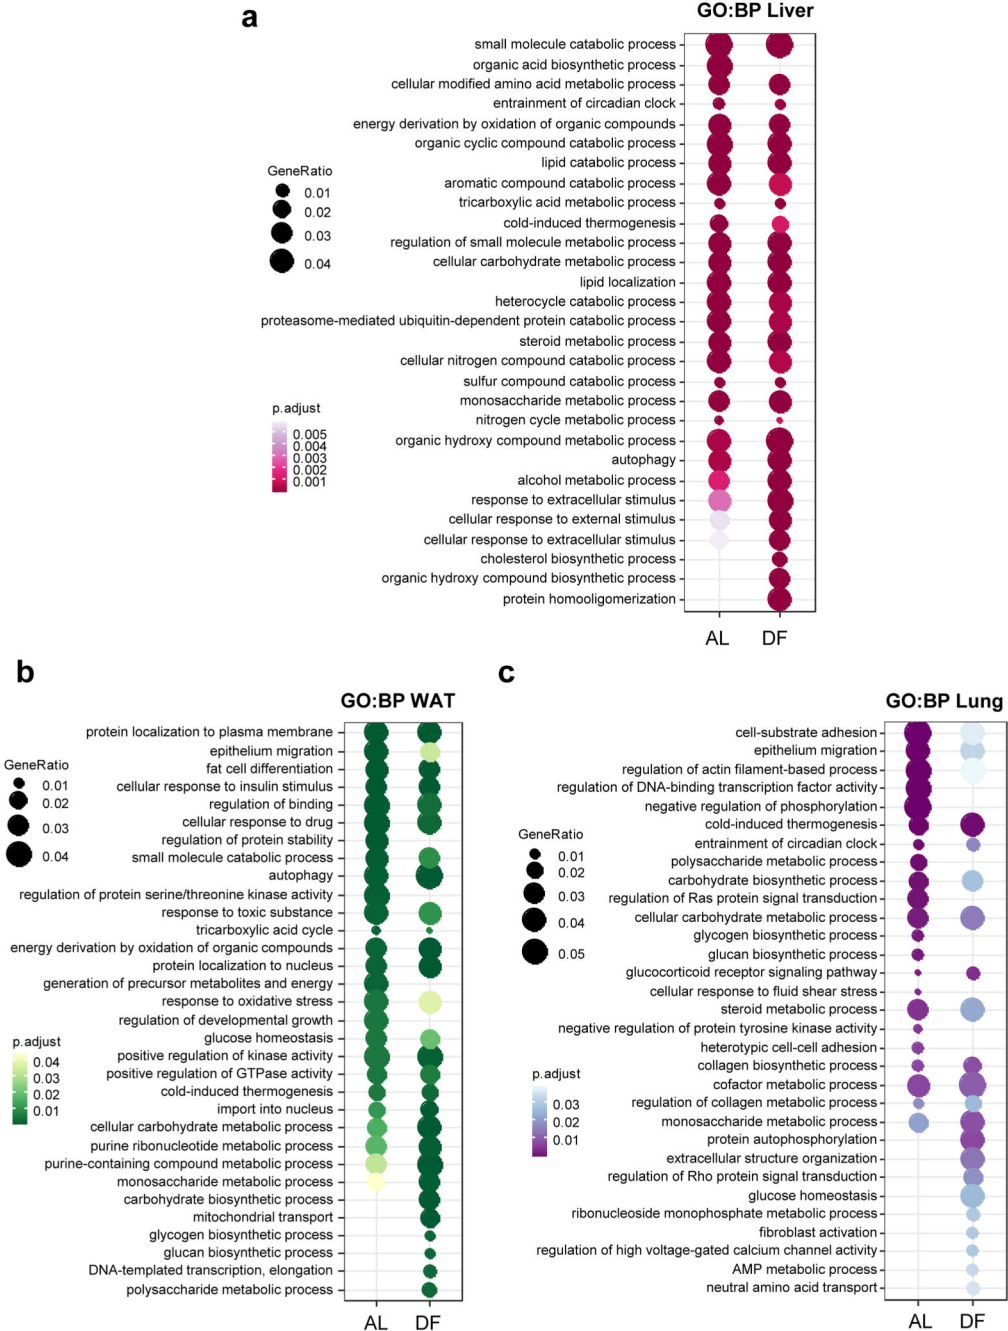 a
GO:BP Liver
small molecule catabolic process
organic acid biosynthetic process
cellular modified amino acid metabolic process
entrainment of circadian clock
energy derivation by oxidation of organic compounds
organic cyclic compound catabolic process
lipid catabolic process
aromatic compound catabolic process
tricarboxylic acid metabolic process
cold-induced thermogenesis
regulation of small molecule metabolic process
cellular carbohydrate metabolic process
lipid localization
heterocycle catabolic process
proteasome-mediated ubiquitin-dependent protein catabolic process
steroid metabolic process
cellular nitrogen compound catabolic process
sulfur compound catabolic process
monosaccharide metabolic process
nitrogen cycle metabolic process
organic hydroxy compound metabolic process
autophagy
alcohol metabolic process
response to extracellular stimulus
cellular response to external stimulus
cellular response to extracellular stimulus
cholesterol biosynthetic process
organic hydroxy compound biosynthetic process
protein homooligomerization
GeneRatio
0.01
0.02
0.03
0.04
p.adjust
0.005
0.004
0.003
0.002
0.001
AL DF
b
GO:BP WAT
protein localization to plasma membrane
epithelium migration
fat cell differentiation
cellular response to insulin stimulus
regulation of binding
cellular response to drug
regulation of protein stability
small molecule catabolic process
autophagy
regulation of protein serine/threonine kinase activity
response to toxic substance
tricarboxylic acid cycle
energy derivation by oxidation of organic compounds
protein localization to nucleus
generation of precursor metabolites and energy
response to oxidative stress
regulation of developmental growth
glucose homeostasis
positive regulation of kinase activity
positive regulation of GTPase activity
cold-induced thermogenesis
import into nucleus
cellular carbohydrate metabolic process
purine ribonucleotide metabolic process
purine-containing compound metabolic process
monosaccharide metabolic process
carbohydrate biosynthetic process
mitochondrial transport
glycogen biosynthetic process
glucan biosynthetic process
DNA-templated transcription, elongation
polysaccharide metabolic process
GeneRatio
0.01
0.02
0.03
0.04
p.adjust
0.04
0.03
0.02
0.01
AL DF
c
GO:BP Lung
cell-substrate adhesion
epithelium migration
regulation of actin filament-based process
regulation of DNA-binding transcription factor activity
negative regulation of phosphorylation
cold-induced thermogenesis
entrainment of circadian clock
polysaccharide metabolic process
carbohydrate biosynthetic process
regulation of Ras protein signal transduction
cellular carbohydrate metabolic process
glycogen biosynthetic process
glucan biosynthetic process
glucocorticoid receptor signaling pathway
cellular response to fluid shear stress
steroid metabolic process
negative regulation of protein tyrosine kinase activity
heterotypic cell-cell adhesion
collagen biosynthetic process
cofactor metabolic process
regulation of collagen metabolic process
monosaccharide metabolic process
protein autophosphorylation
extracellular structure organization
regulation of Rho protein signal transduction
glucose homeostasis
ribonucleoside monophosphate metabolic process
fibroblast activation
regulation of high voltage-gated calcium channel activity
AMP metabolic process
neutral amino acid transport
GeneRatio
0.01
0.02
0.03
0.04
0.05
p.adjust
0.03
0.02
0.01
AL DF